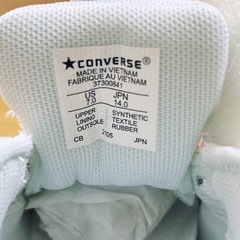 ★CONVERSE®
MADE IN VIETNAM
FABRIQUE AU VIETNAM
37300841
US JPN
7.0 14.0
UPPER SYNTHETIC
LINING TEXTILE
OUTSOLE RUBBER
CB 2105 JPN